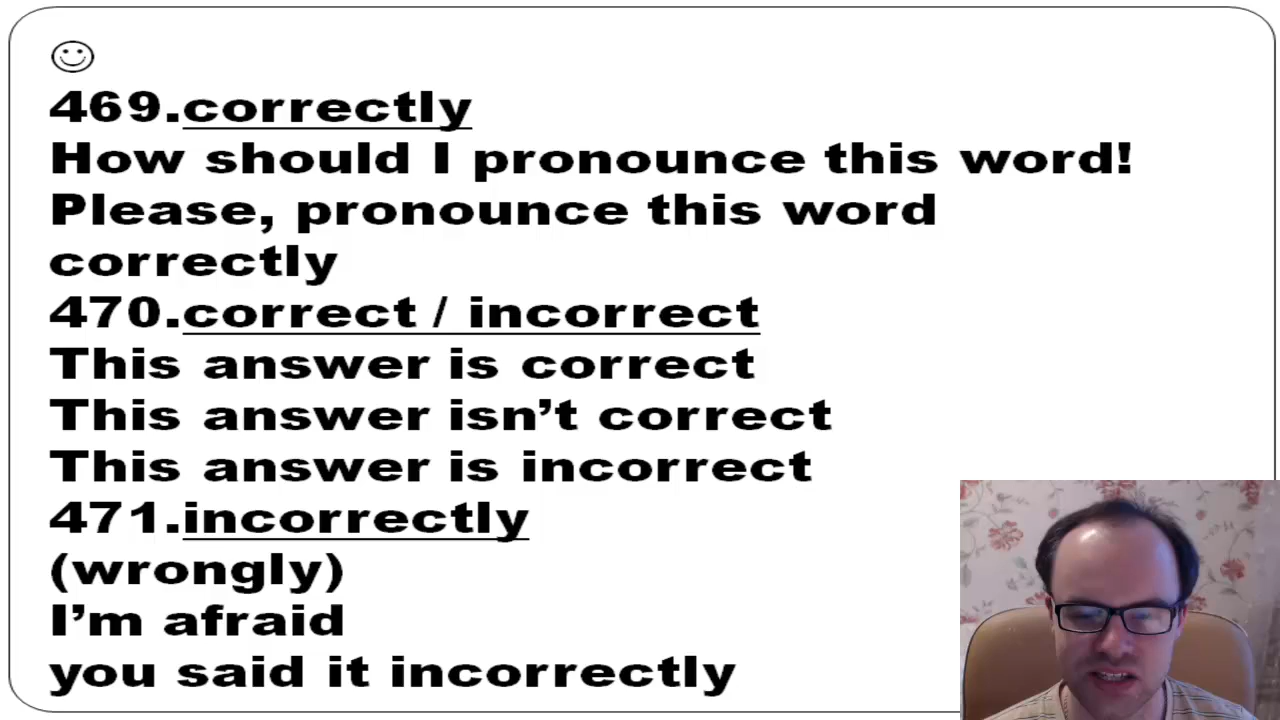 469.correctly
How should I pronounce this word!
Please, pronounce this word
correctly
470.correct / incorrect
This answer is correct
This answer isn’t correct
This answer is incorrect
471.incorrectly
(wrongly)
I’m afraid
you said it incorrectly